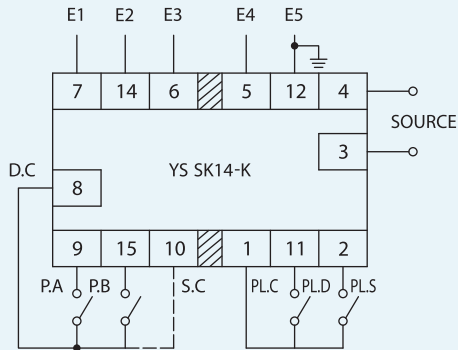 E1 E2 E3 E4 E5
7 14 6 5 12 4
SOURCE
3
D.C
YS SK14-K
8
9 15 10 1 11 2
P.A P.B S.C PL.C PL.D PL.S